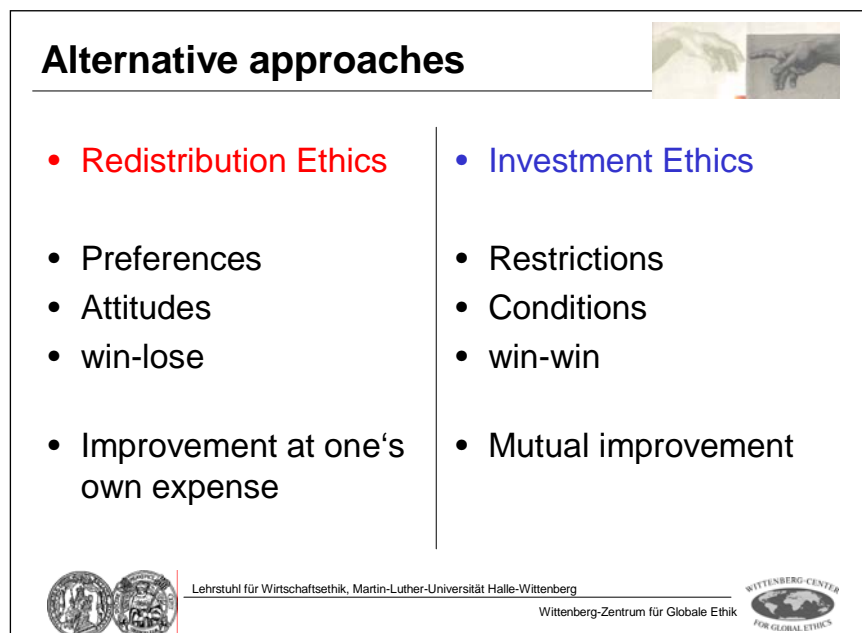 Alternative approaches
• Redistribution Ethics
• Preferences
• Attitudes
• win-lose
• Improvement at one‘s
own expense
• Investment Ethics
• Restrictions
• Conditions
• win-win
• Mutual improvement
Lehrstuhl für Wirtschaftsethik, Martin-Luther-Universität Halle-Wittenberg
Wittenberg-Zentrum für Globale Ethik
WITTENBERG-CENTER
FOR GLOBAL ETHICS